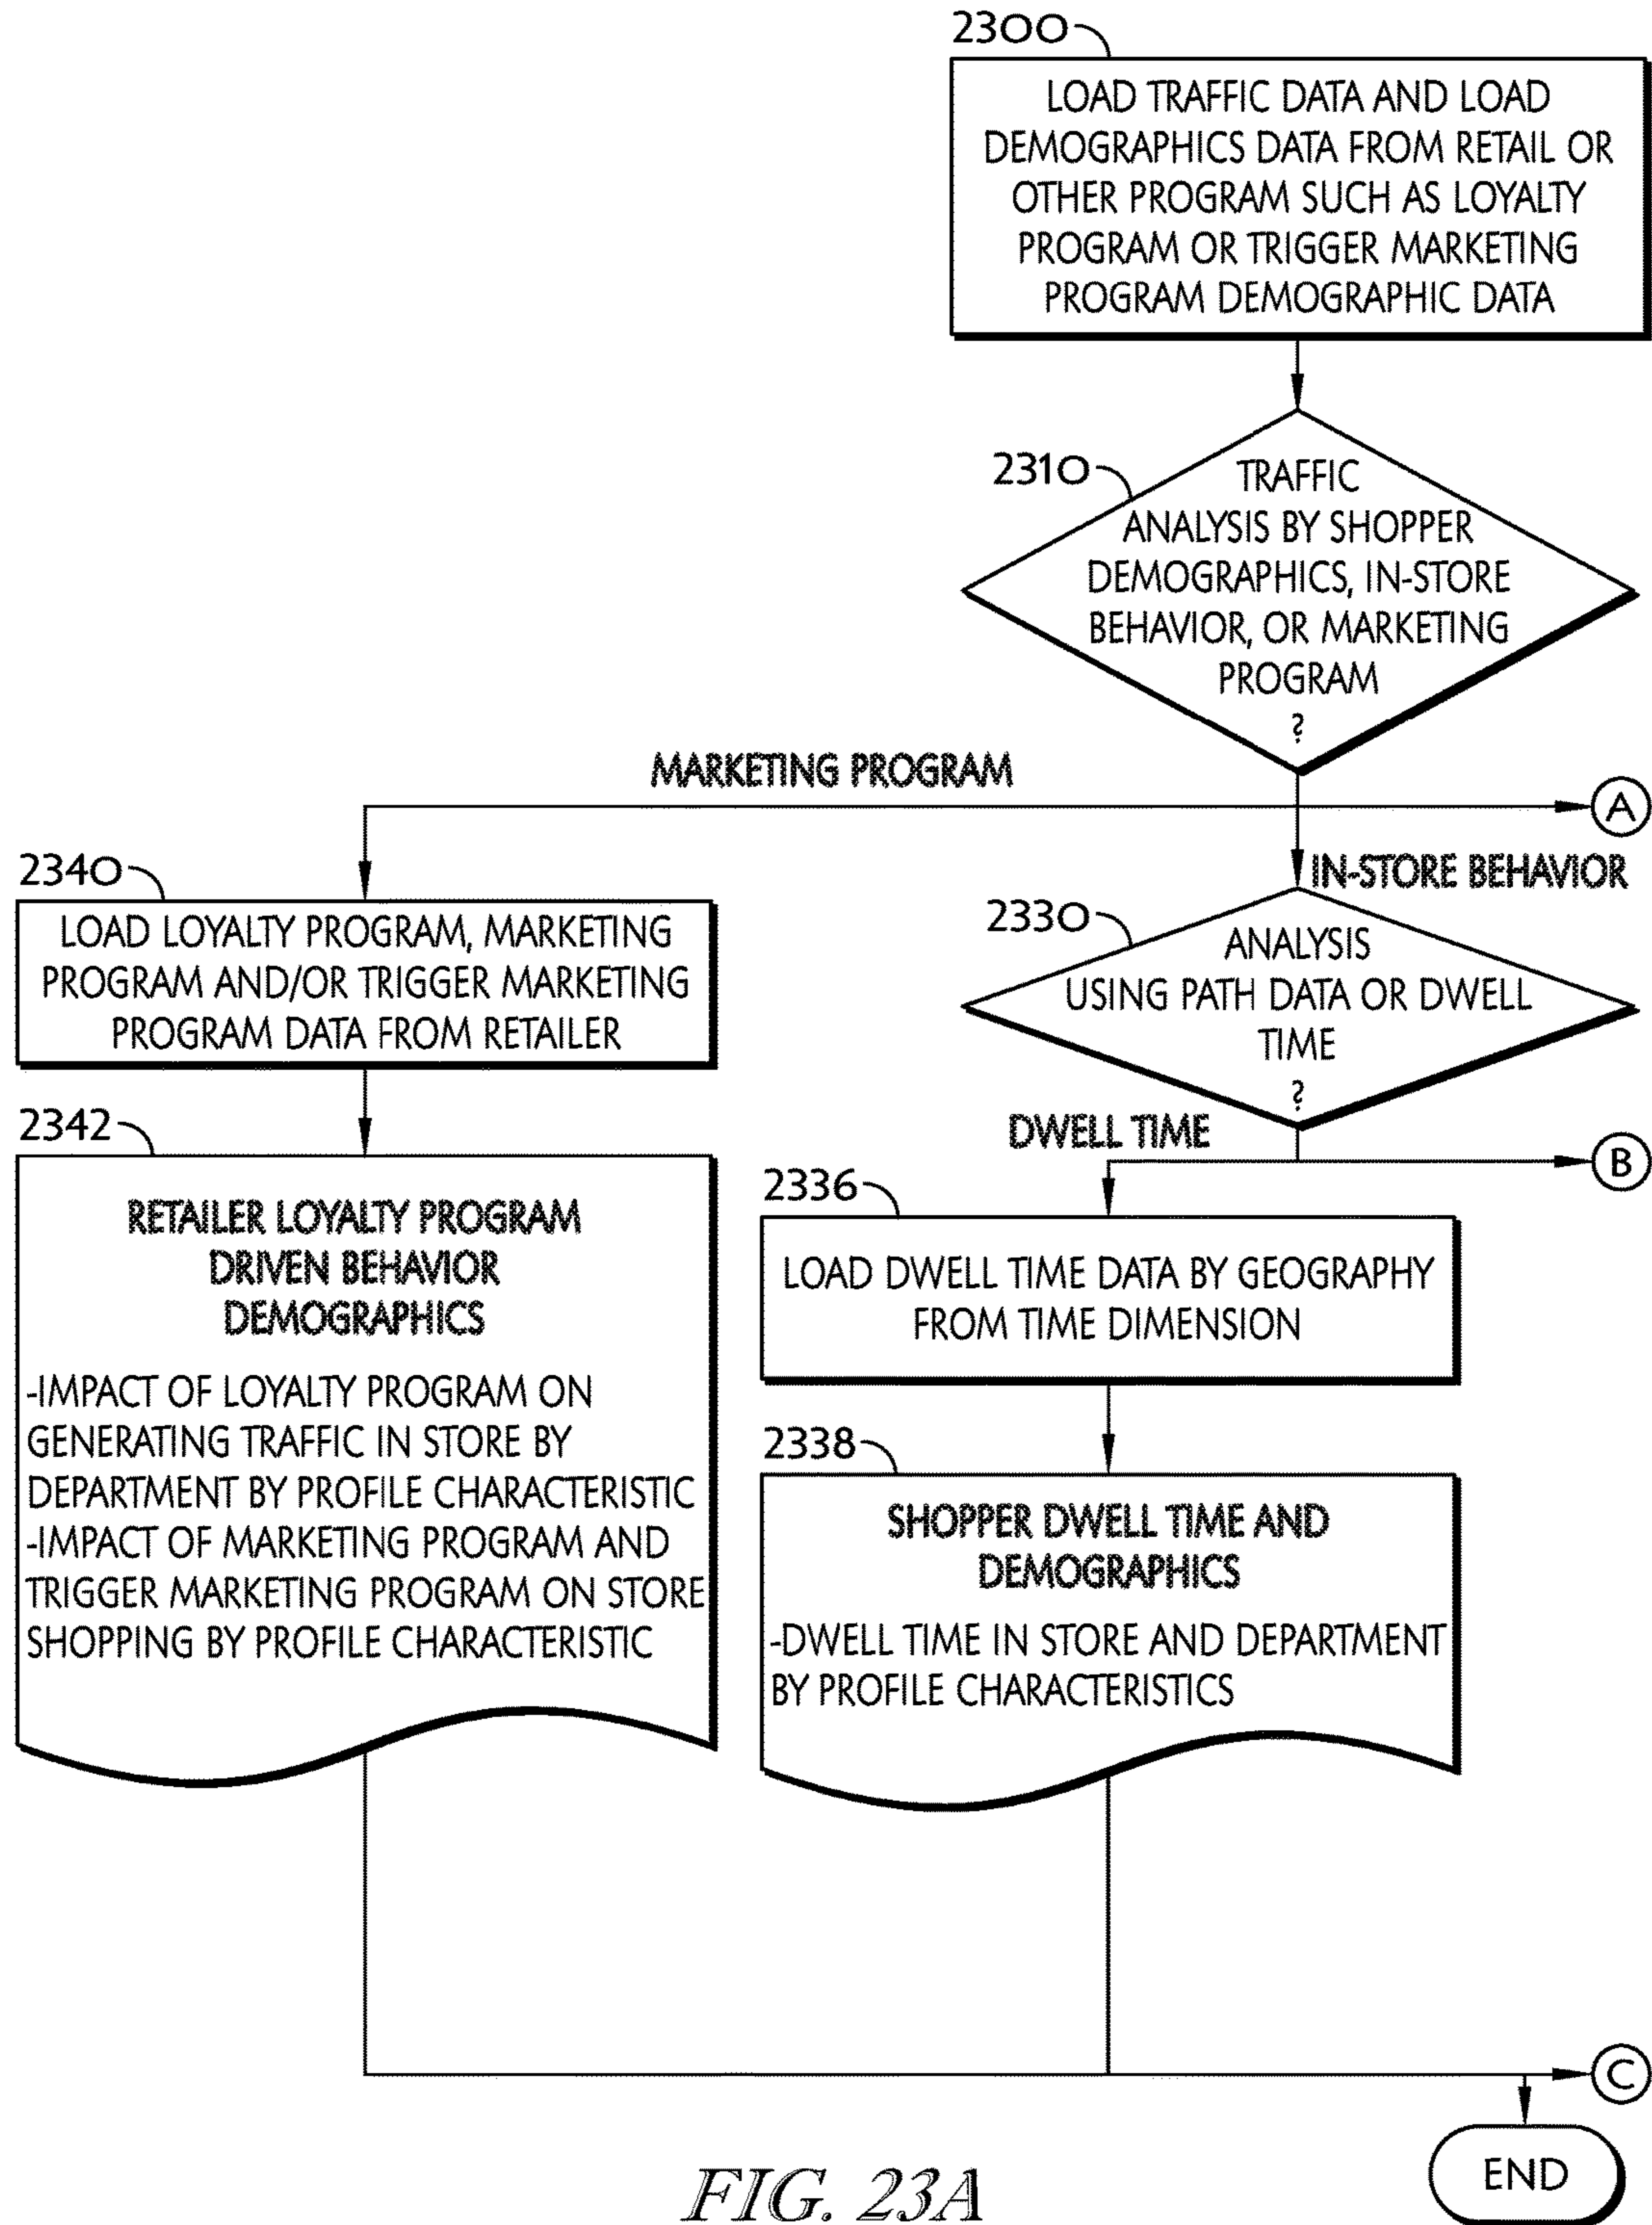 2300
LOAD TRAFFIC DATA AND LOAD
DEMOGRAPHICS DATA FROM RETAIL OR
OTHER PROGRAM SUCH AS LOYALTY
PROGRAM OR TRIGGER MARKETING
PROGRAM DEMOGRAPHIC DATA
2310
TRAFFIC
ANALYSIS BY SHOPPER
DEMOGRAPHICS, IN-STORE
BEHAVIOR, OR MARKETING
PROGRAM
?
MARKETING PROGRAM
A
IN-STORE BEHAVIOR
2340
LOAD LOYALTY PROGRAM, MARKETING
PROGRAM AND/OR TRIGGER MARKETING
PROGRAM DATA FROM RETAILER
2330
ANALYSIS
USING PATH DATA OR DWELL
TIME
?
DWELL TIME
B
2342
RETAILER LOYALTY PROGRAM
DRIVEN BEHAVIOR
DEMOGRAPHICS
-IMPACT OF LOYALTY PROGRAM ON
GENERATING TRAFFIC IN STORE BY
DEPARTMENT BY PROFILE CHARACTERISTIC
-IMPACT OF MARKETING PROGRAM AND
TRIGGER MARKETING PROGRAM ON STORE
SHOPPING BY PROFILE CHARACTERISTIC
2336
LOAD DWELL TIME DATA BY GEOGRAPHY
FROM TIME DIMENSION
2338
SHOPPER DWELL TIME AND
DEMOGRAPHICS
-DWELL TIME IN STORE AND DEPARTMENT
BY PROFILE CHARACTERISTICS
C
END
FIG. 23A